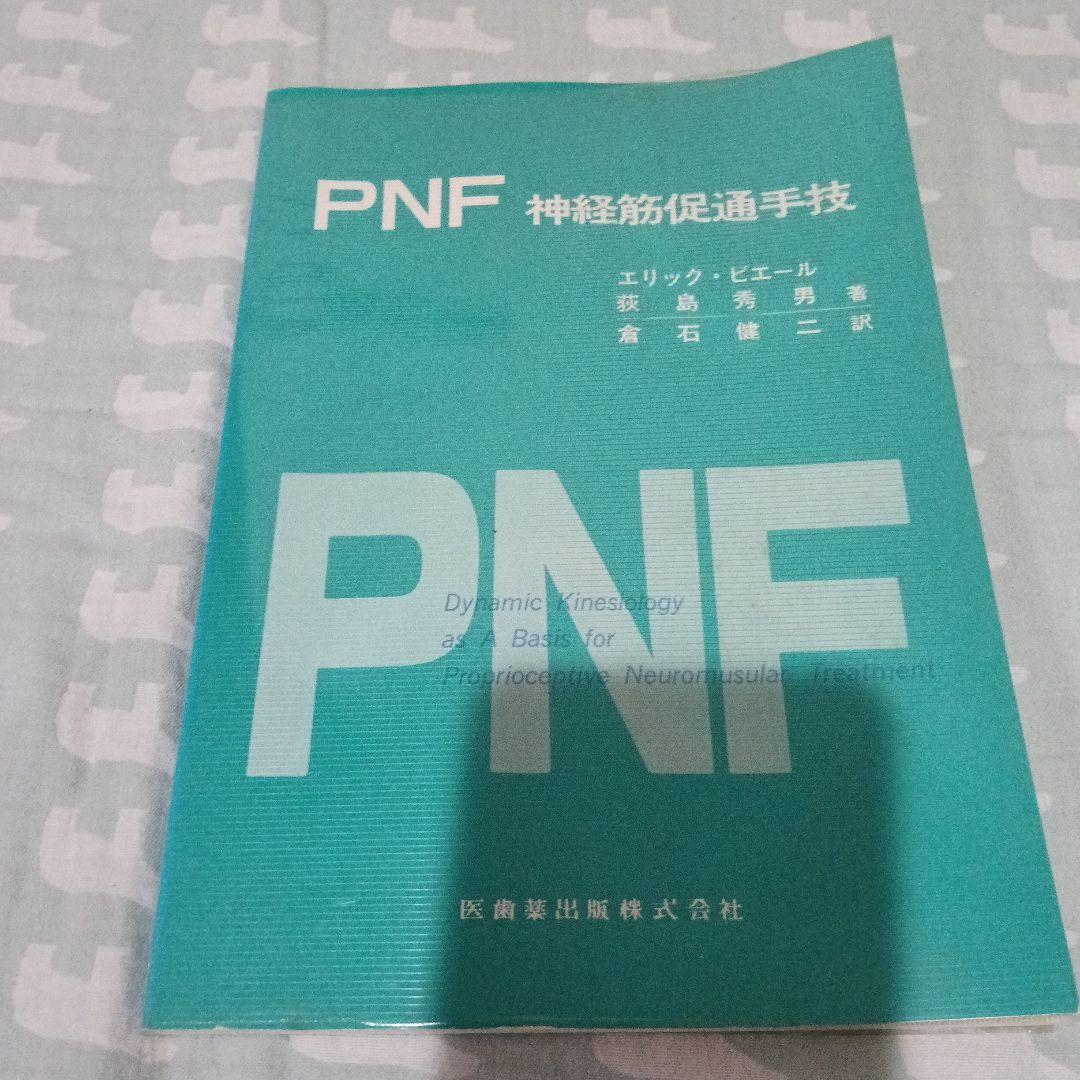 PNF 神経筋促通手技
エリック・ビエール
荻島秀男 著
倉石健二 訳
PNF
Dynamic Kinesiology
as A Basis for
Proprioceptive Neuromusular Treatment
医歯薬出版株式会社